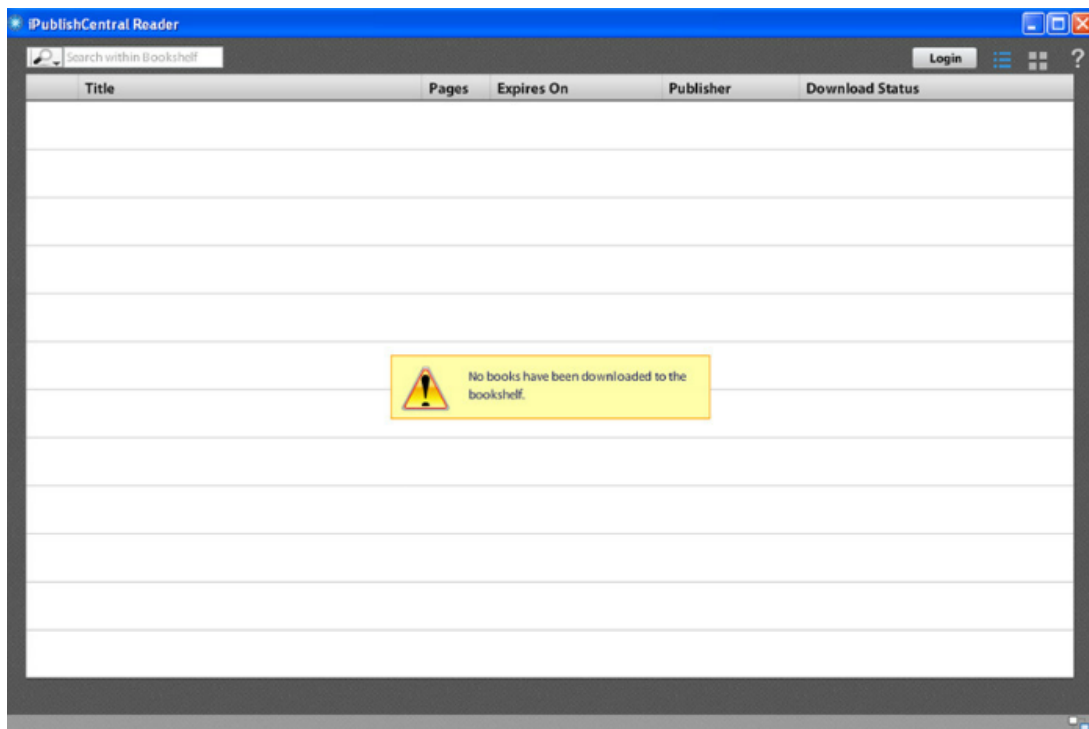 iPublishCentral Reader
Search within Bookshelf
Login
?
Title Pages Expires On Publisher Download Status
No books have been downloaded to the
bookshelf.